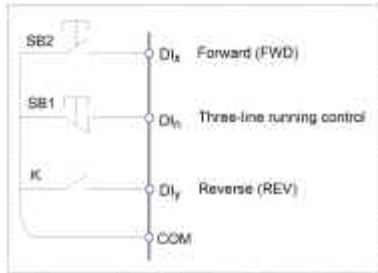 SB2
DIx Forward (FWD)
SB1
DIn Three-line running control
K
DIy Reverse (REV)
COM